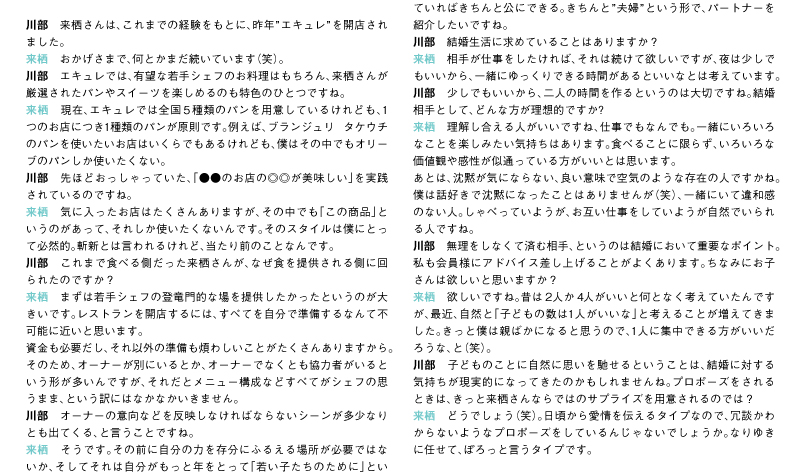 川部　来栖さんは、これまでの経験をもとに、昨年"エキュレ"を開店され
ました。
来栖　おかげさまで、何とかまだ続いています(笑)。
川部　エキュレでは、有望な若手シェフのお料理はもちろん、来栖さんが
厳選されたパンやスイーツを楽しめるのも特色のひとつですね。
来栖　現在、エキュレでは全国5種類のパンを用意しているけれども、1
つのお店につき1種類のパンが原則です。例えば、ブランジュリ　タケウチ
のパンを使いたいお店はいくらでもあるけれども、僕はその中でもオリー
ブのパンしか使いたくない。
川部　先ほどおっしゃっていた、「●●のお店の◎◎が美味しい」を実践
されているのですね。
来栖　気に入ったお店はたくさんありますが、その中でも「この商品」と
いうのがあって、それしか使いたくないんです。そのスタイルは僕にとっ
て必然的。斬新とは言われるけれど、当たり前のことなんです。
川部　これまで食べる側だった来栖さんが、なぜ食を提供される側に回
られたのですか？
来栖　まずは若手シェフの登竜門的な場を提供したかったというのが大
きいです。レストランを開店するには、すべてを自分で準備するなんて不
可能に近いと思います。
資金も必要だし、それ以外の準備も煩わしいことがたくさんありますから。
そのため、オーナーが別にいるとか、オーナーでなくとも協力者がいると
いう形が多いんですが、それだとメニュー構成などすべてがシェフの思
うまま、という訳にはなかなかいきません。
川部　オーナーの意向などを反映しなければならないシーンが多少なり
とも出てくる、と言うことですね。
来栖　そうです。その前に自分の力を存分にふるえる場所が必要ではな
いか、そしてそれは自分がもっと年をとって「若い子たちのために」とい
ていればきちんと公にできる。きちんと"夫婦"という形で、パートナーを
紹介したいですね。
川部　結婚生活に求めていることはありますか？
来栖　相手が仕事をしたければ、それは続けて欲しいですが、夜は少しで
もいいから、一緒にゆっくりできる時間があるといいなとは考えています。
川部　少しでもいいから、二人の時間を作るというのは大切ですね。結婚
相手として、どんな方が理想的ですか?
来栖　理解し合える人がいいですね、仕事でもなんでも。一緒にいろいろ
なことを楽しみたい気持ちはあります。食べることに限らず、いろいろな
価値観や感性が似通っている方がいいとは思います。
あとは、沈黙が気にならない、良い意味で空気のような存在の人ですかね。
僕は話好きで沈黙になったことはありませんが(笑)、一緒にいて違和感
のない人。しゃべっていようが、お互い仕事をしていようが自然でいられ
る人ですね。
川部　無理をしなくて済む相手、というのは結婚において重要なポイント。
私も会員様にアドバイス差し上げることがよくあります。ちなみにお子
さんは欲しいと思いますか？
来栖　欲しいですね。昔は2人か4人がいいと何となく考えていたんです
が、最近、自然と「子どもの数は1人がいいな」と考えることが増えてきま
した。きっと僕は親ばかになると思うので、1人に集中できる方がいいだ
ろうな、と(笑)。
川部　子どものことに自然に思いを馳せるということは、結婚に対する
気持ちが現実的になってきたのかもしれませんね。プロポーズをされる
ときは、きっと来栖さんならではのサプライズを用意されるのでは？
来栖　どうでしょう(笑)。日頃から愛情を伝えるタイプなので、冗談かわ
からないようなプロポーズをしているんじゃないでしょうか。なりゆき
に任せて、ぽろっと言うタイプです。